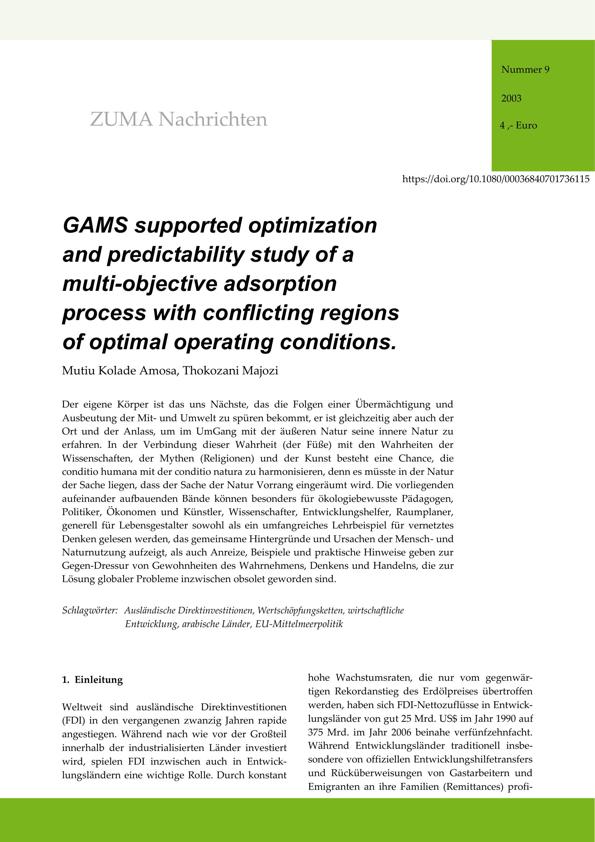 Nummer 9
2003
4 ,- Euro
ZUMA Nachrichten
https://doi.org/10.1080/00036840701736115
GAMS supported optimization
and predictability study of a
multi-objective adsorption
process with conflicting regions
of optimal operating conditions.
Mutiu Kolade Amosa, Thokozani Majozi
Der eigene Körper ist das uns Nächste, das die Folgen einer Übermächtigung und
Ausbeutung der Mit- und Umwelt zu spüren bekommt, er ist gleichzeitig aber auch der
Ort und der Anlass, um im UmGang mit der äußeren Natur seine innere Natur zu
erfahren. In der Verbindung dieser Wahrheit (der Füße) mit den Wahrheiten der
Wissenschaften, der Mythen (Religionen) und der Kunst besteht eine Chance, die
conditio humana mit der conditio natura zu harmonisieren, denn es müsste in der Natur
der Sache liegen, dass der Sache der Natur Vorrang eingeräumt wird. Die vorliegenden
aufeinander aufbauenden Bände können besonders für ökologiebewusste Pädagogen,
Politiker, Ökonomen und Künstler, Wissenschafter, Entwicklungshelfer, Raumplaner,
generell für Lebensgestalter sowohl als ein umfangreiches Lehrbeispiel für vernetztes
Denken gelesen werden, das gemeinsame Hintergründe und Ursachen der Mensch- und
Naturnutzung aufzeigt, als auch Anreize, Beispiele und praktische Hinweise geben zur
Gegen-Dressur von Gewohnheiten des Wahrnehmens, Denkens und Handelns, die zur
Lösung globaler Probleme inzwischen obsolet geworden sind.
Schlagwörter: Ausländische Direktinvestitionen, Wertschöpfungsketten, wirtschaftliche
Entwicklung, arabische Länder, EU-Mittelmeerpolitik
1. Einleitung
Weltweit sind ausländische Direktinvestitionen
(FDI) in den vergangenen zwanzig Jahren rapide
angestiegen. Während nach wie vor der Großteil
innerhalb der industrialisierten Länder investiert
wird, spielen FDI inzwischen auch in Entwick-
lungsländern eine wichtige Rolle. Durch konstant
hohe Wachstumsraten, die nur vom gegenwär-
tigen Rekordanstieg des Erdölpreises übertroffen
werden, haben sich FDI-Nettozuflüsse in Entwick-
lungsländer von gut 25 Mrd. US$ im Jahr 1990 auf
375 Mrd. im Jahr 2006 beinahe verfünfzehnfacht.
Während Entwicklungsländer traditionell insbe-
sondere von offiziellen Entwicklungshilfetransfers
und Rücküberweisungen von Gastarbeitern und
Emigranten an ihre Familien (Remittances) profi-